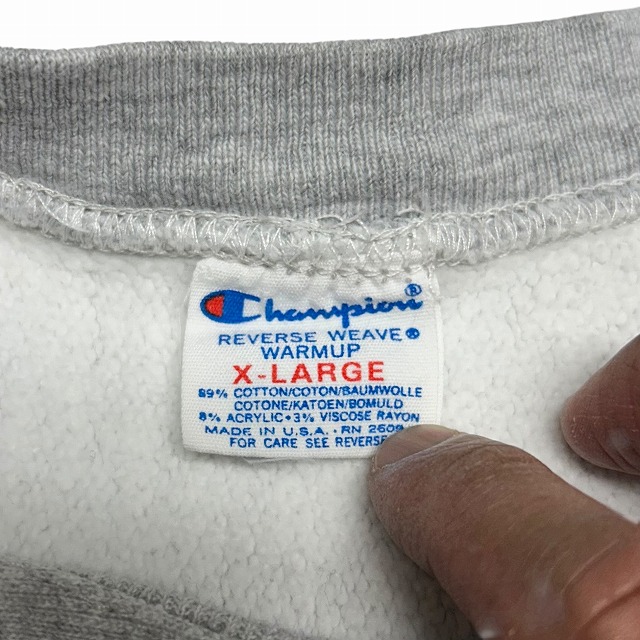 Champion®
REVERSE WEAVE®
WARMUP
X-LARGE
89% COTTON/COTON/BAUMWOLLE
COTONE/KATOEN/BOMULD
8% ACRYLIC • 3% VISCOSE RAYON
MADE IN U.S.A. • RN 2609
FOR CARE SEE REVERSE